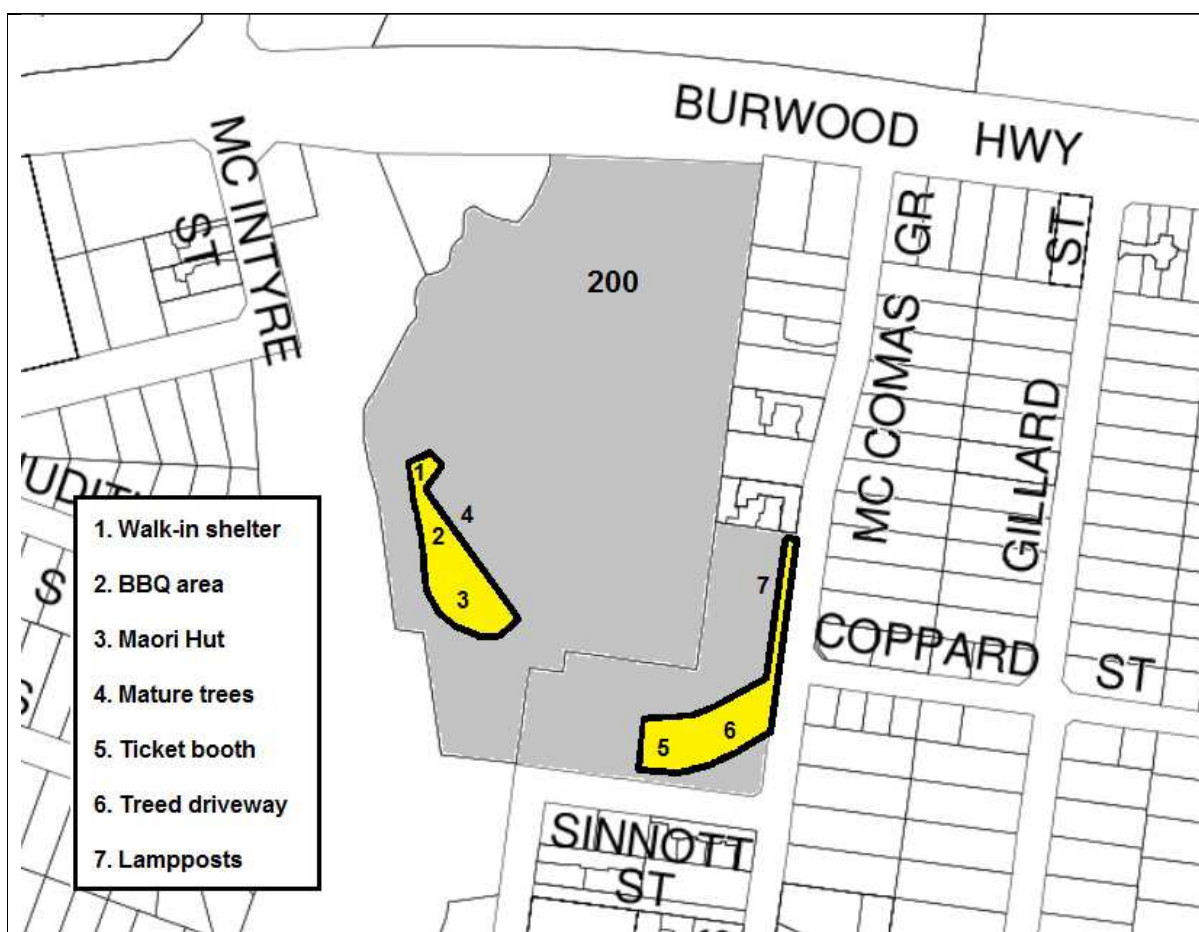 BURWOOD HWY
MC INTYRE
ST
200
MC COMAS GR
GILLARD
ST
1
2
3
4
5
6
7
COPPARD ST
SINNOTT
ST
1. Walk-in shelter
2. BBQ area
3. Maori Hut
4. Mature trees
5. Ticket booth
6. Treed driveway
7. Lampposts